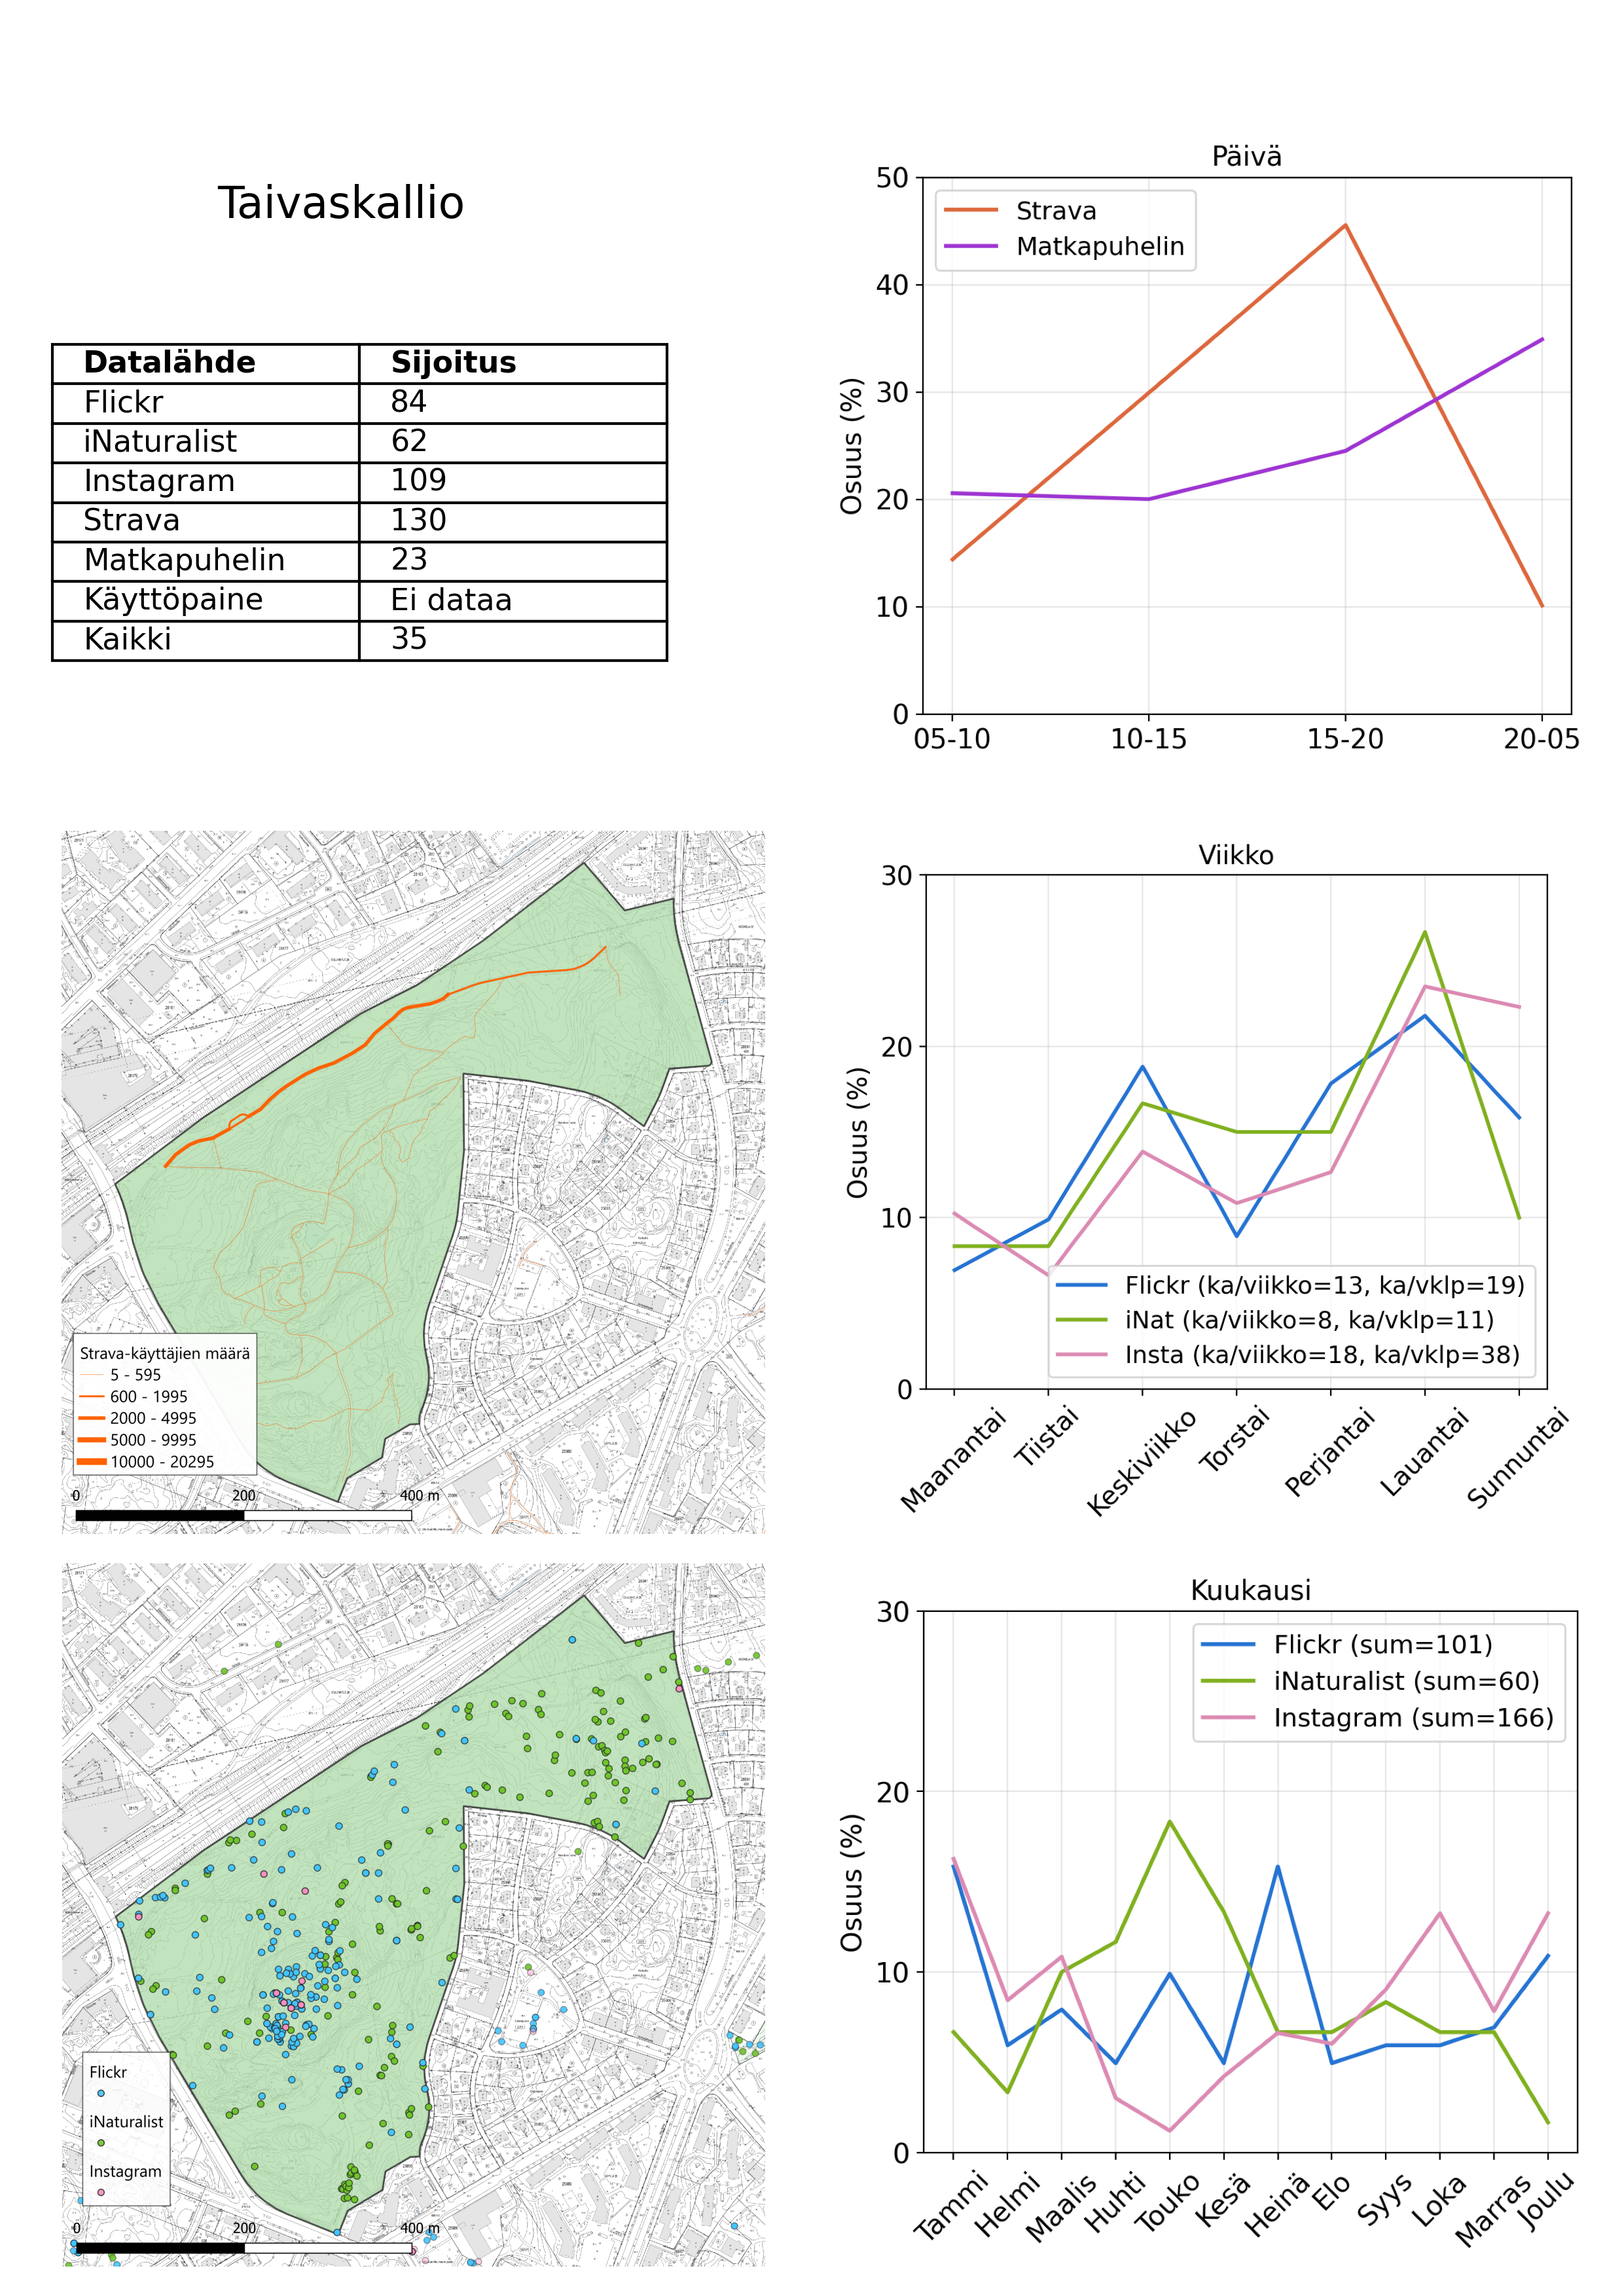 Taivaskallio
Datalähde Sijoitus
Flickr 84
iNaturalist 62
Instagram 109
Strava 130
Matkapuhelin 23
Käyttöpaine Ei dataa
Kaikki 35
Päivä
Strava
Matkapuhelin
Osuus (%)
50
40
30
20
10
0
05-10 10-15 15-20 20-05
Strava-käyttäjien määrä
5 - 595
600 - 1995
2000 - 4995
5000 - 9995
10000 - 20295
0 200 400 m
Viikko
Osuus (%)
30
20
10
0
Flickr (ka/viikko=13, ka/vklp=19)
iNat (ka/viikko=8, ka/vklp=11)
Insta (ka/viikko=18, ka/vklp=38)
Maanantai Tiistai Keskiviikko Torstai Perjantai Lauantai Sunnuntai
Flickr
iNaturalist
Instagram
0 200 400 m
Kuukausi
Osuus (%)
30
20
10
0
Flickr (sum=101)
iNaturalist (sum=60)
Instagram (sum=166)
Tammi Helmi Maalis Huhti Touko Kesä Heinä Elo Syys Loka Marras Joulu